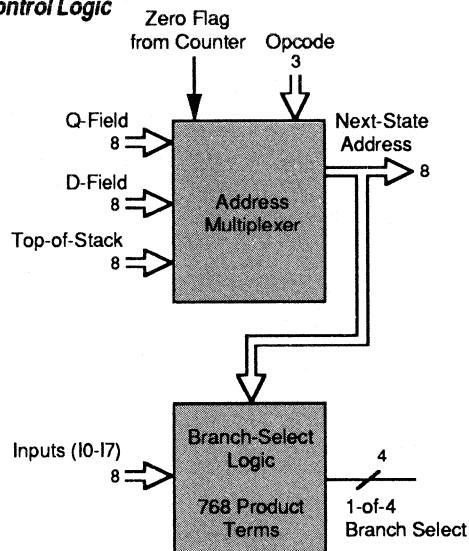 ontrol Logic
Zero Flag
from Counter
Opcode
3
Q-Field
8
D-Field
8
Top-of-Stack
8
Address
Multiplexer
Next-State
Address
8
Inputs (I0-I7)
8
Branch-Select
Logic
768 Product
Terms
4
1-of-4
Branch Select